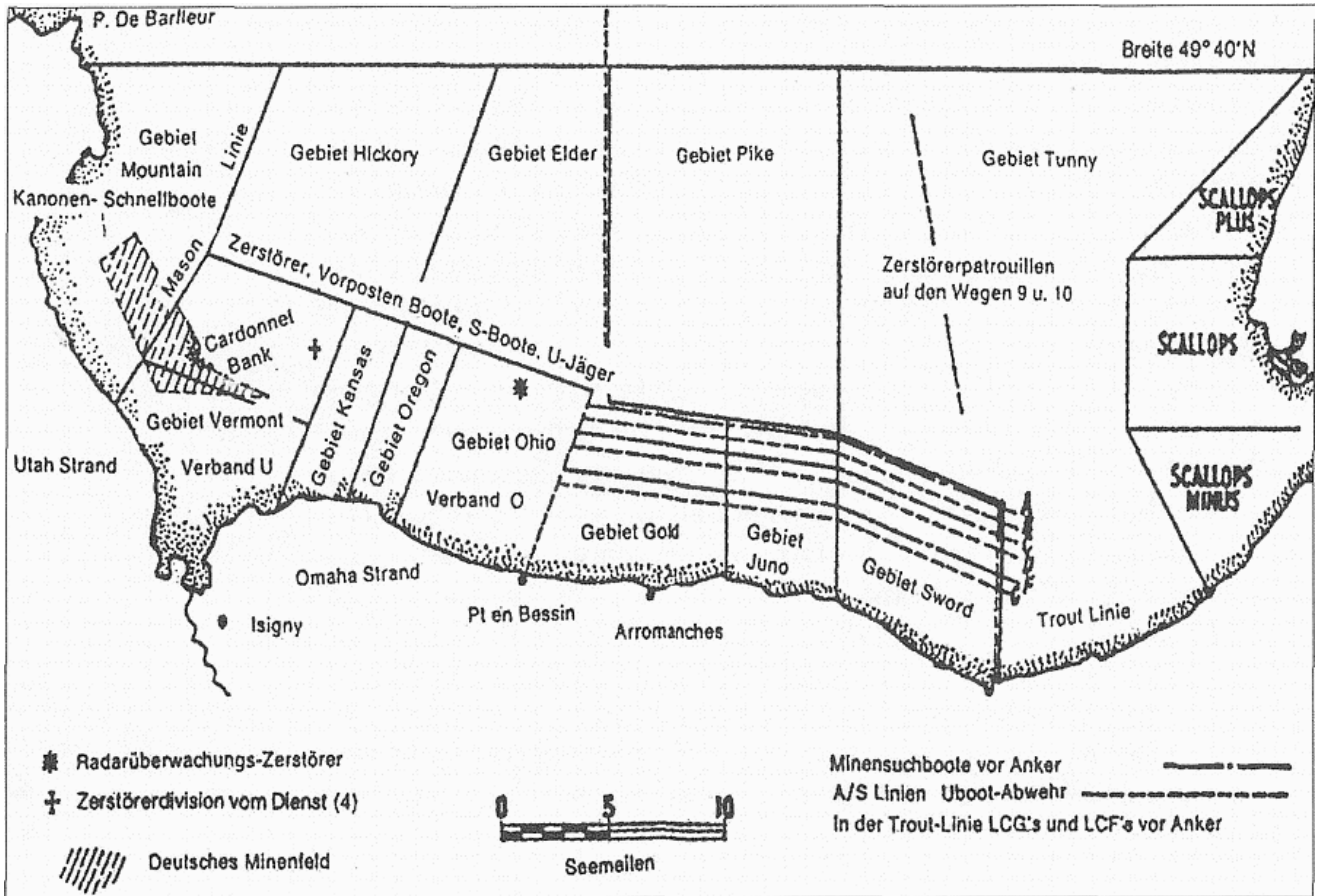 P. De Barfleur
Breite 49° 40'N
Gebiet
Mountain
Mason Linie
Gebiet Hickory
Gebiet Elder
Gebiet Pike
Gebiet Tunny
Kanonen- Schnellboote
SCALLOPS
PLUS
Zerstörer, Vorposten Boote, S-Boote, U-Jäger
Zerstörerpatrouillen
auf den Wegen 9 u. 10
Cardonnel
Bank
SCALLOPS
Gebiet Vermont
Gebiet Kansas
Gebiet Oregon
Gebiet Ohio
Utah Strand
Verband U
Verband O
SCALLOPS
MINUS
Gebiet Gold
Gebiet
Juno
Gebiet Sword
Omaha Strand
Trout Linie
Isigny
Pt en Bessin
Arromanches
Radarüberwachungs-Zerstörer
Zerstörerdivision vom Dienst (4)
Deutsches Minenfeld
0 5 10
Seemeilen
Minensuchboote vor Anker
A/S Linien Uboot-Abwehr
In der Trout-Linie LCG's und LCF's vor Anker